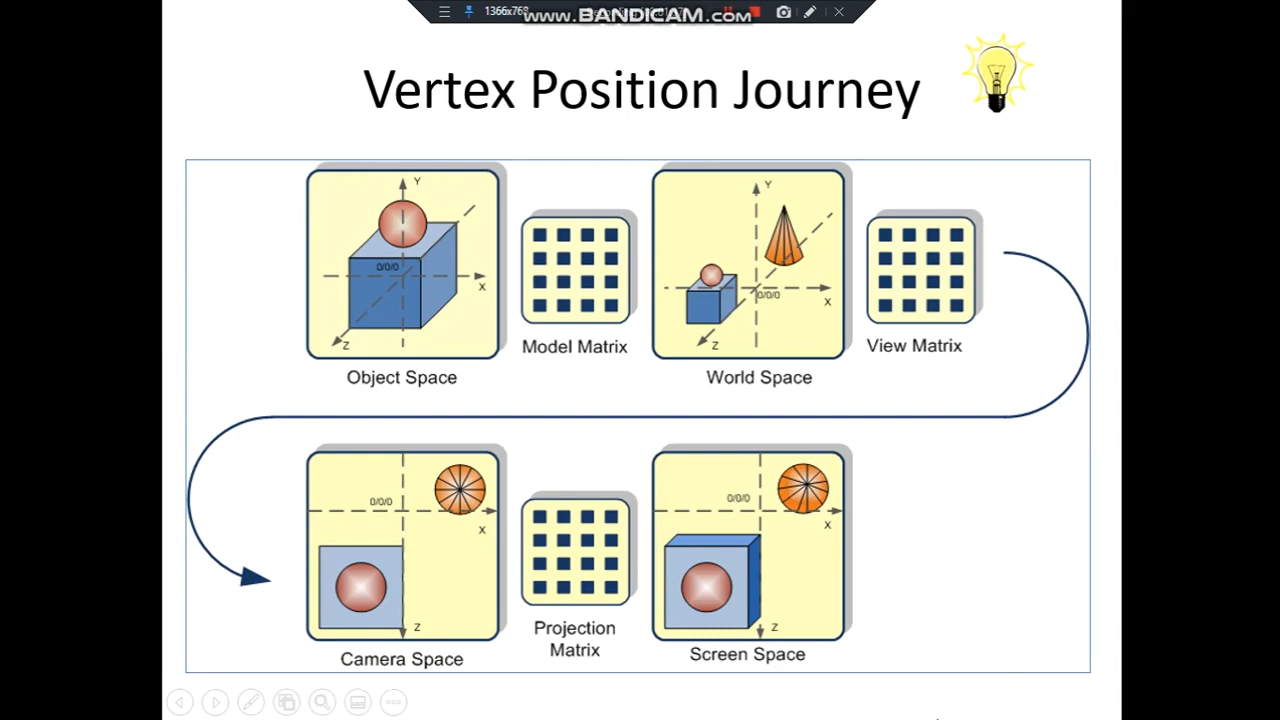 1366x768
www.BANDICAM.com
Vertex Position Journey
Y
0/0/0
X
Z
Object Space
Model Matrix
Y
0/0/0
X
Z
World Space
View Matrix
0/0/0
X
Z
Camera Space
Projection
Matrix
0/0/0
X
Z
Screen Space